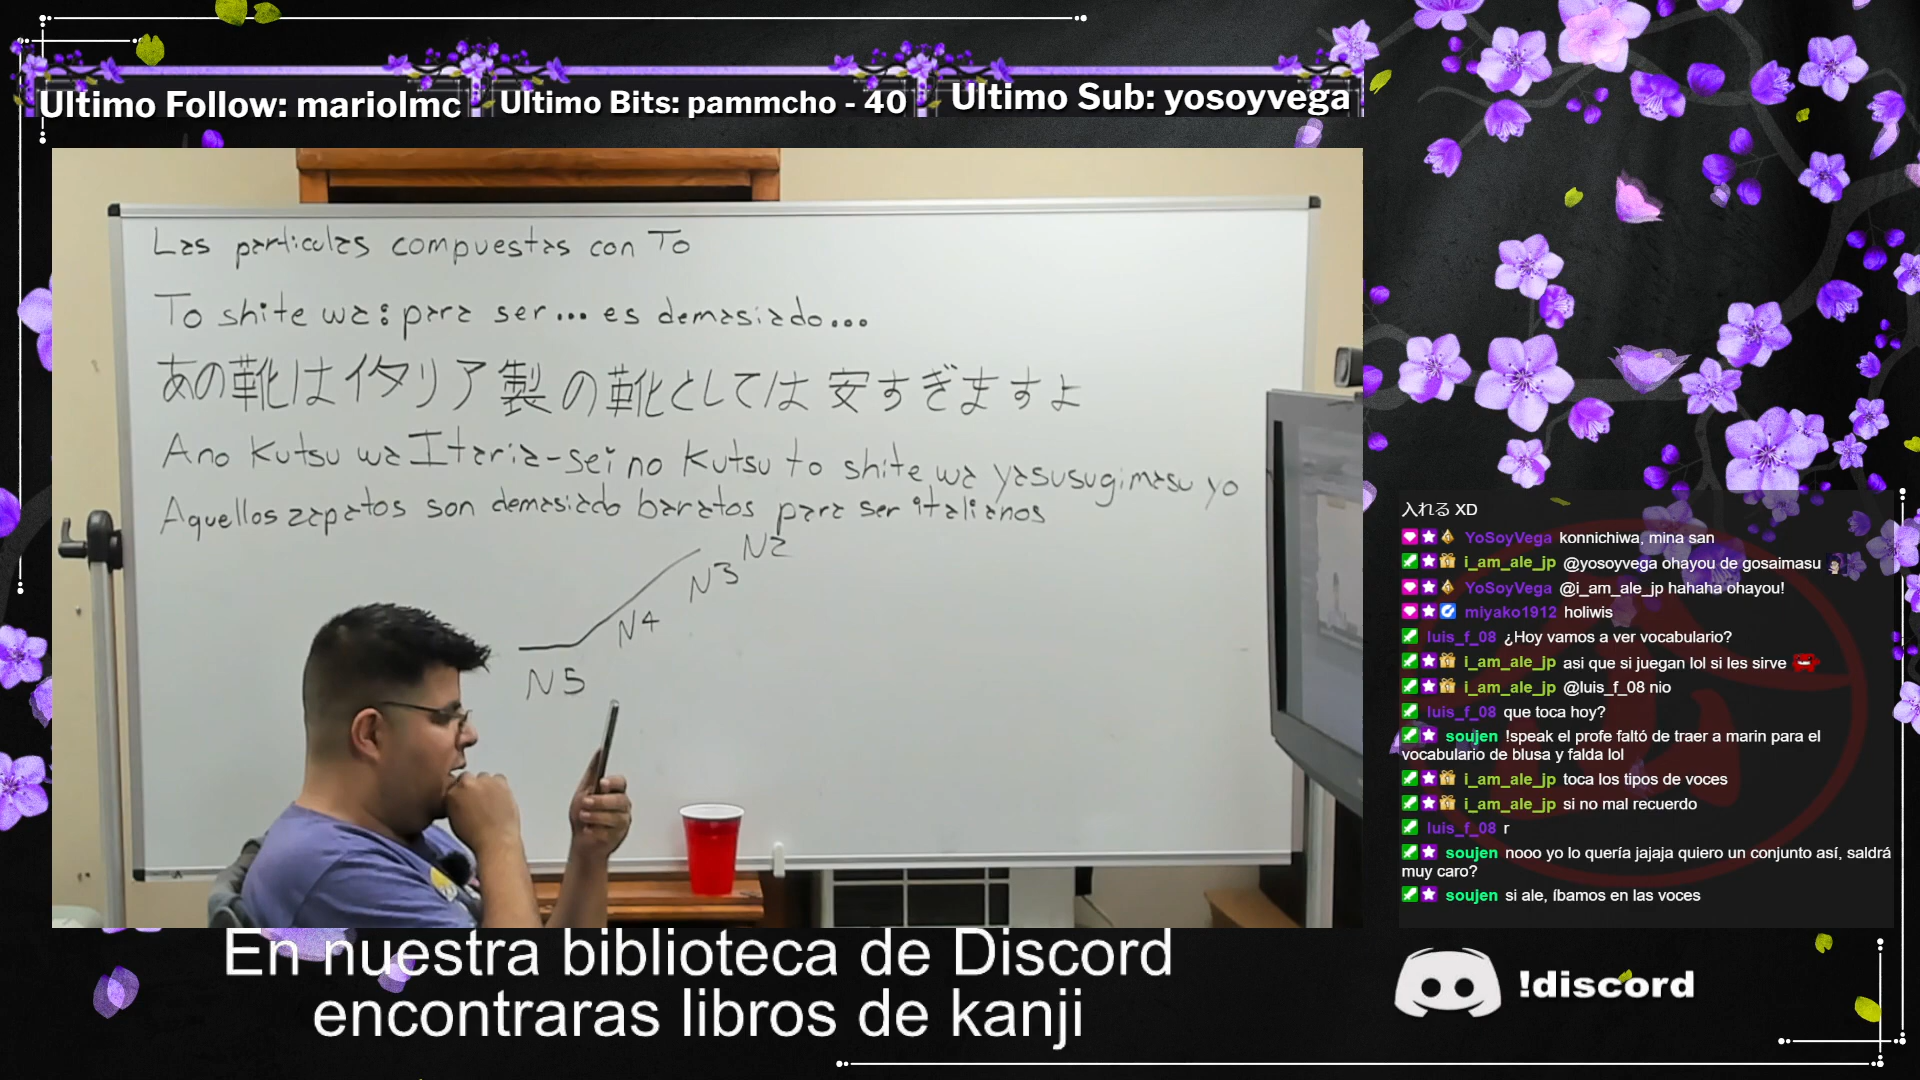 Ultimo Follow: mariolmc
Ultimo Bits: pammcho - 40
Ultimo Sub: yosoyvega
Las particulas compuestas con To
To shite wa: para ser... es demasiado...
あの靴はイタリア製の靴としては安すぎますよ
Ano Kutsu wa Itaria-sei no Kutsu to shite wa yasusugimasu yo
Aquellos zapatos son demasiado baratos para ser italianos
N2
N3
N4
N5
入れる XD
YoSoyVega konnichiwa, mina san
i_am_ale_jp @yosoyvega ohayou de gosaimasu
YoSoyVega @i_am_ale_jp hahaha ohayou!
miyako1912 holiwis
luis_f_08 ¿Hoy vamos a ver vocabulario?
i_am_ale_jp asi que si juegan lol si les sirve
i_am_ale_jp @luis_f_08 nio
luis_f_08 que toca hoy?
soujen !speak el profe faltó de traer a marin para el
vocabulario de blusa y falda lol
i_am_ale_jp toca los tipos de voces
i_am_ale_jp si no mal recuerdo
luis_f_08 r
soujen nooo yo lo quería jajaja quiero un conjunto así, saldrá
muy caro?
soujen si ale, íbamos en las voces
En nuestra biblioteca de Discord
encontraras libros de kanji
!discord